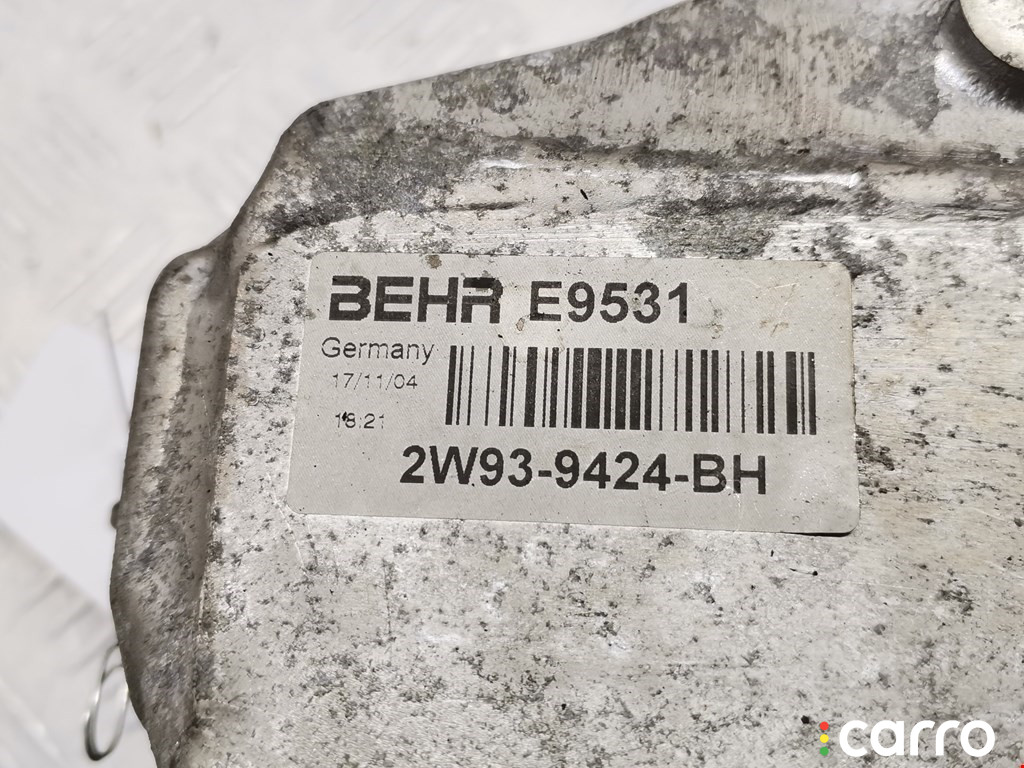 BEHR E9531
Germany
17/11/04
18:21
2W93-9424-BH
carro